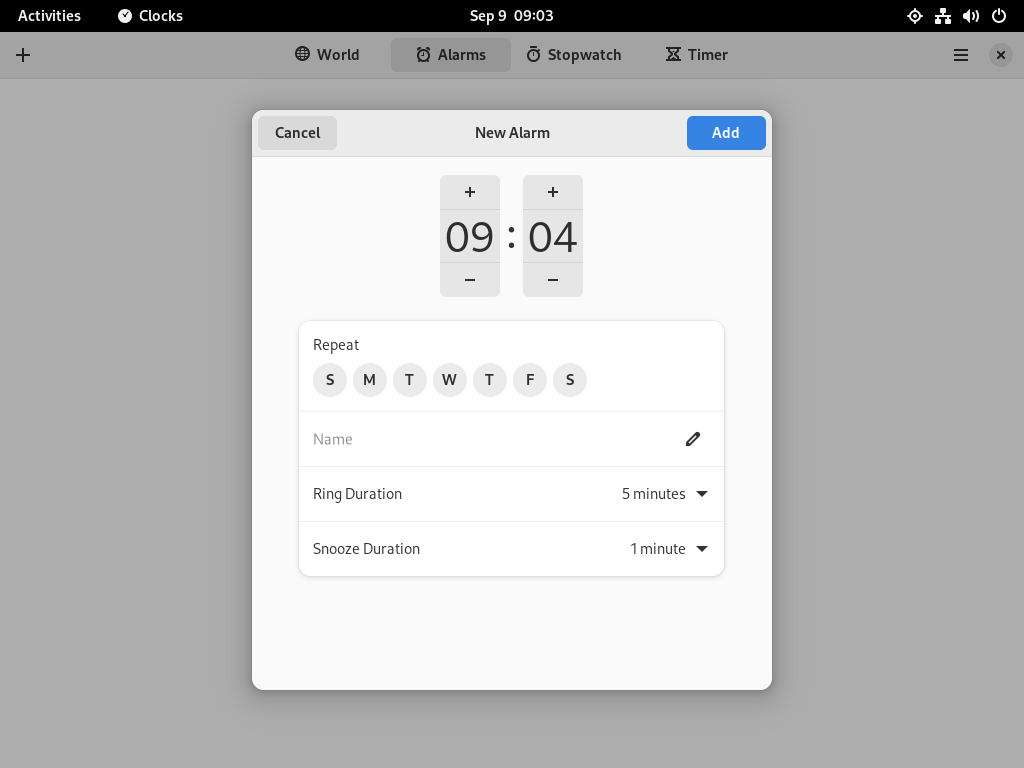 Activities Clocks Sep 9 09:03
World Alarms Stopwatch Timer
Cancel New Alarm Add
+ +
09 : 04
− −
Repeat
S M T W T F S
Name
Ring Duration 5 minutes
Snooze Duration 1 minute